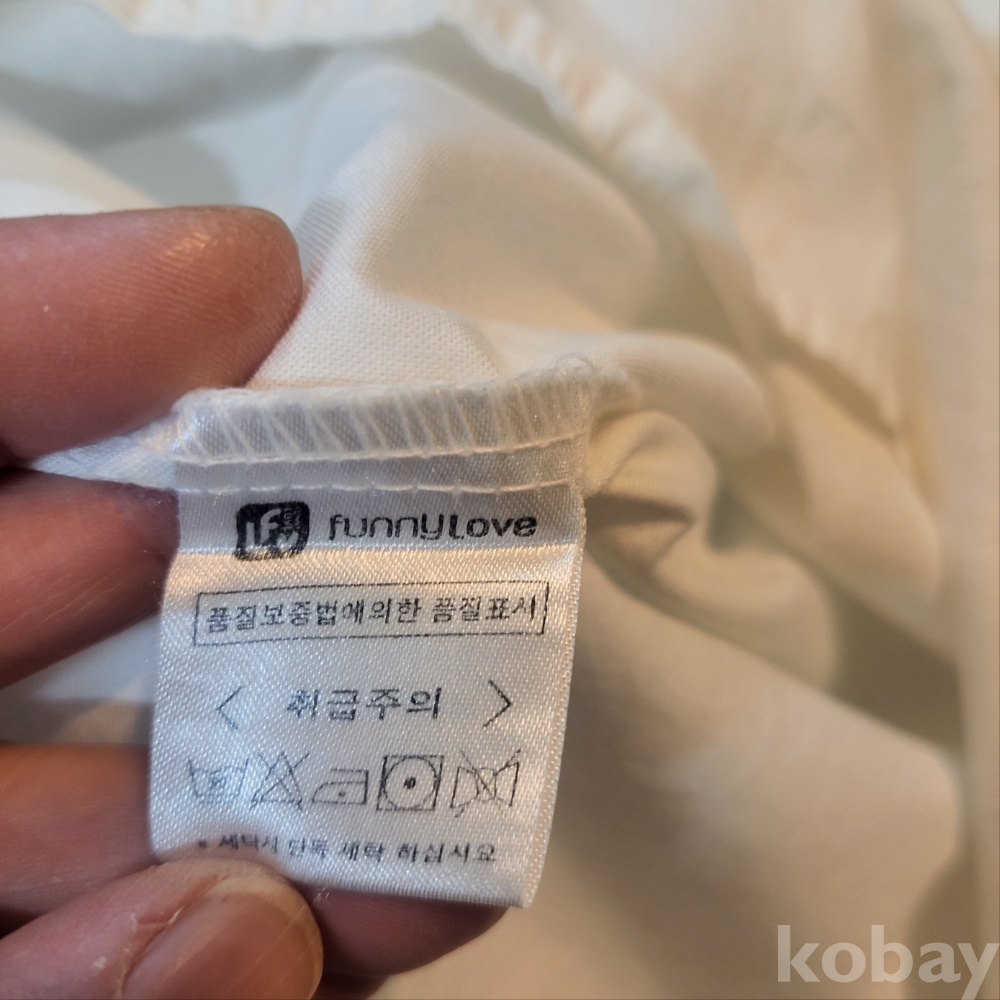 funnyLove
품질보증법에의한 품질표시
< 취급주의 >
* 세탁시 단독 세탁 하십시요
kobay